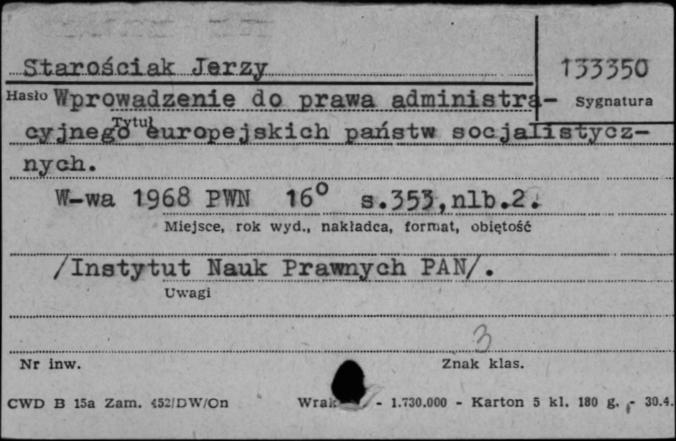 Starościak Jerzy
133350
Hasło
Sygnatura
Wprowadzenie do prawa administra-
Tytuł
cyjnego europejskich państw socjalistycz-
nych.
W-wa 1968 PWN 16° s.353,nlb.2.
Miejsce, rok wyd., nakładca, format, objętość
/Instytut Nauk Prawnych PAN/.
Uwagi
3
Nr inw.
Znak klas.
CWD B 15a Zam. 452/DW/On Wrak - 1.730.000 - Karton 5 kl. 180 g. - 30.4.